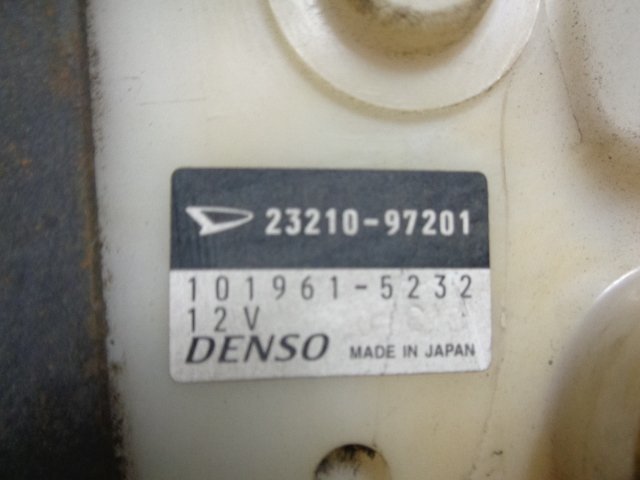 23210-97201
101961-5232
12V
DENSO MADE IN JAPAN